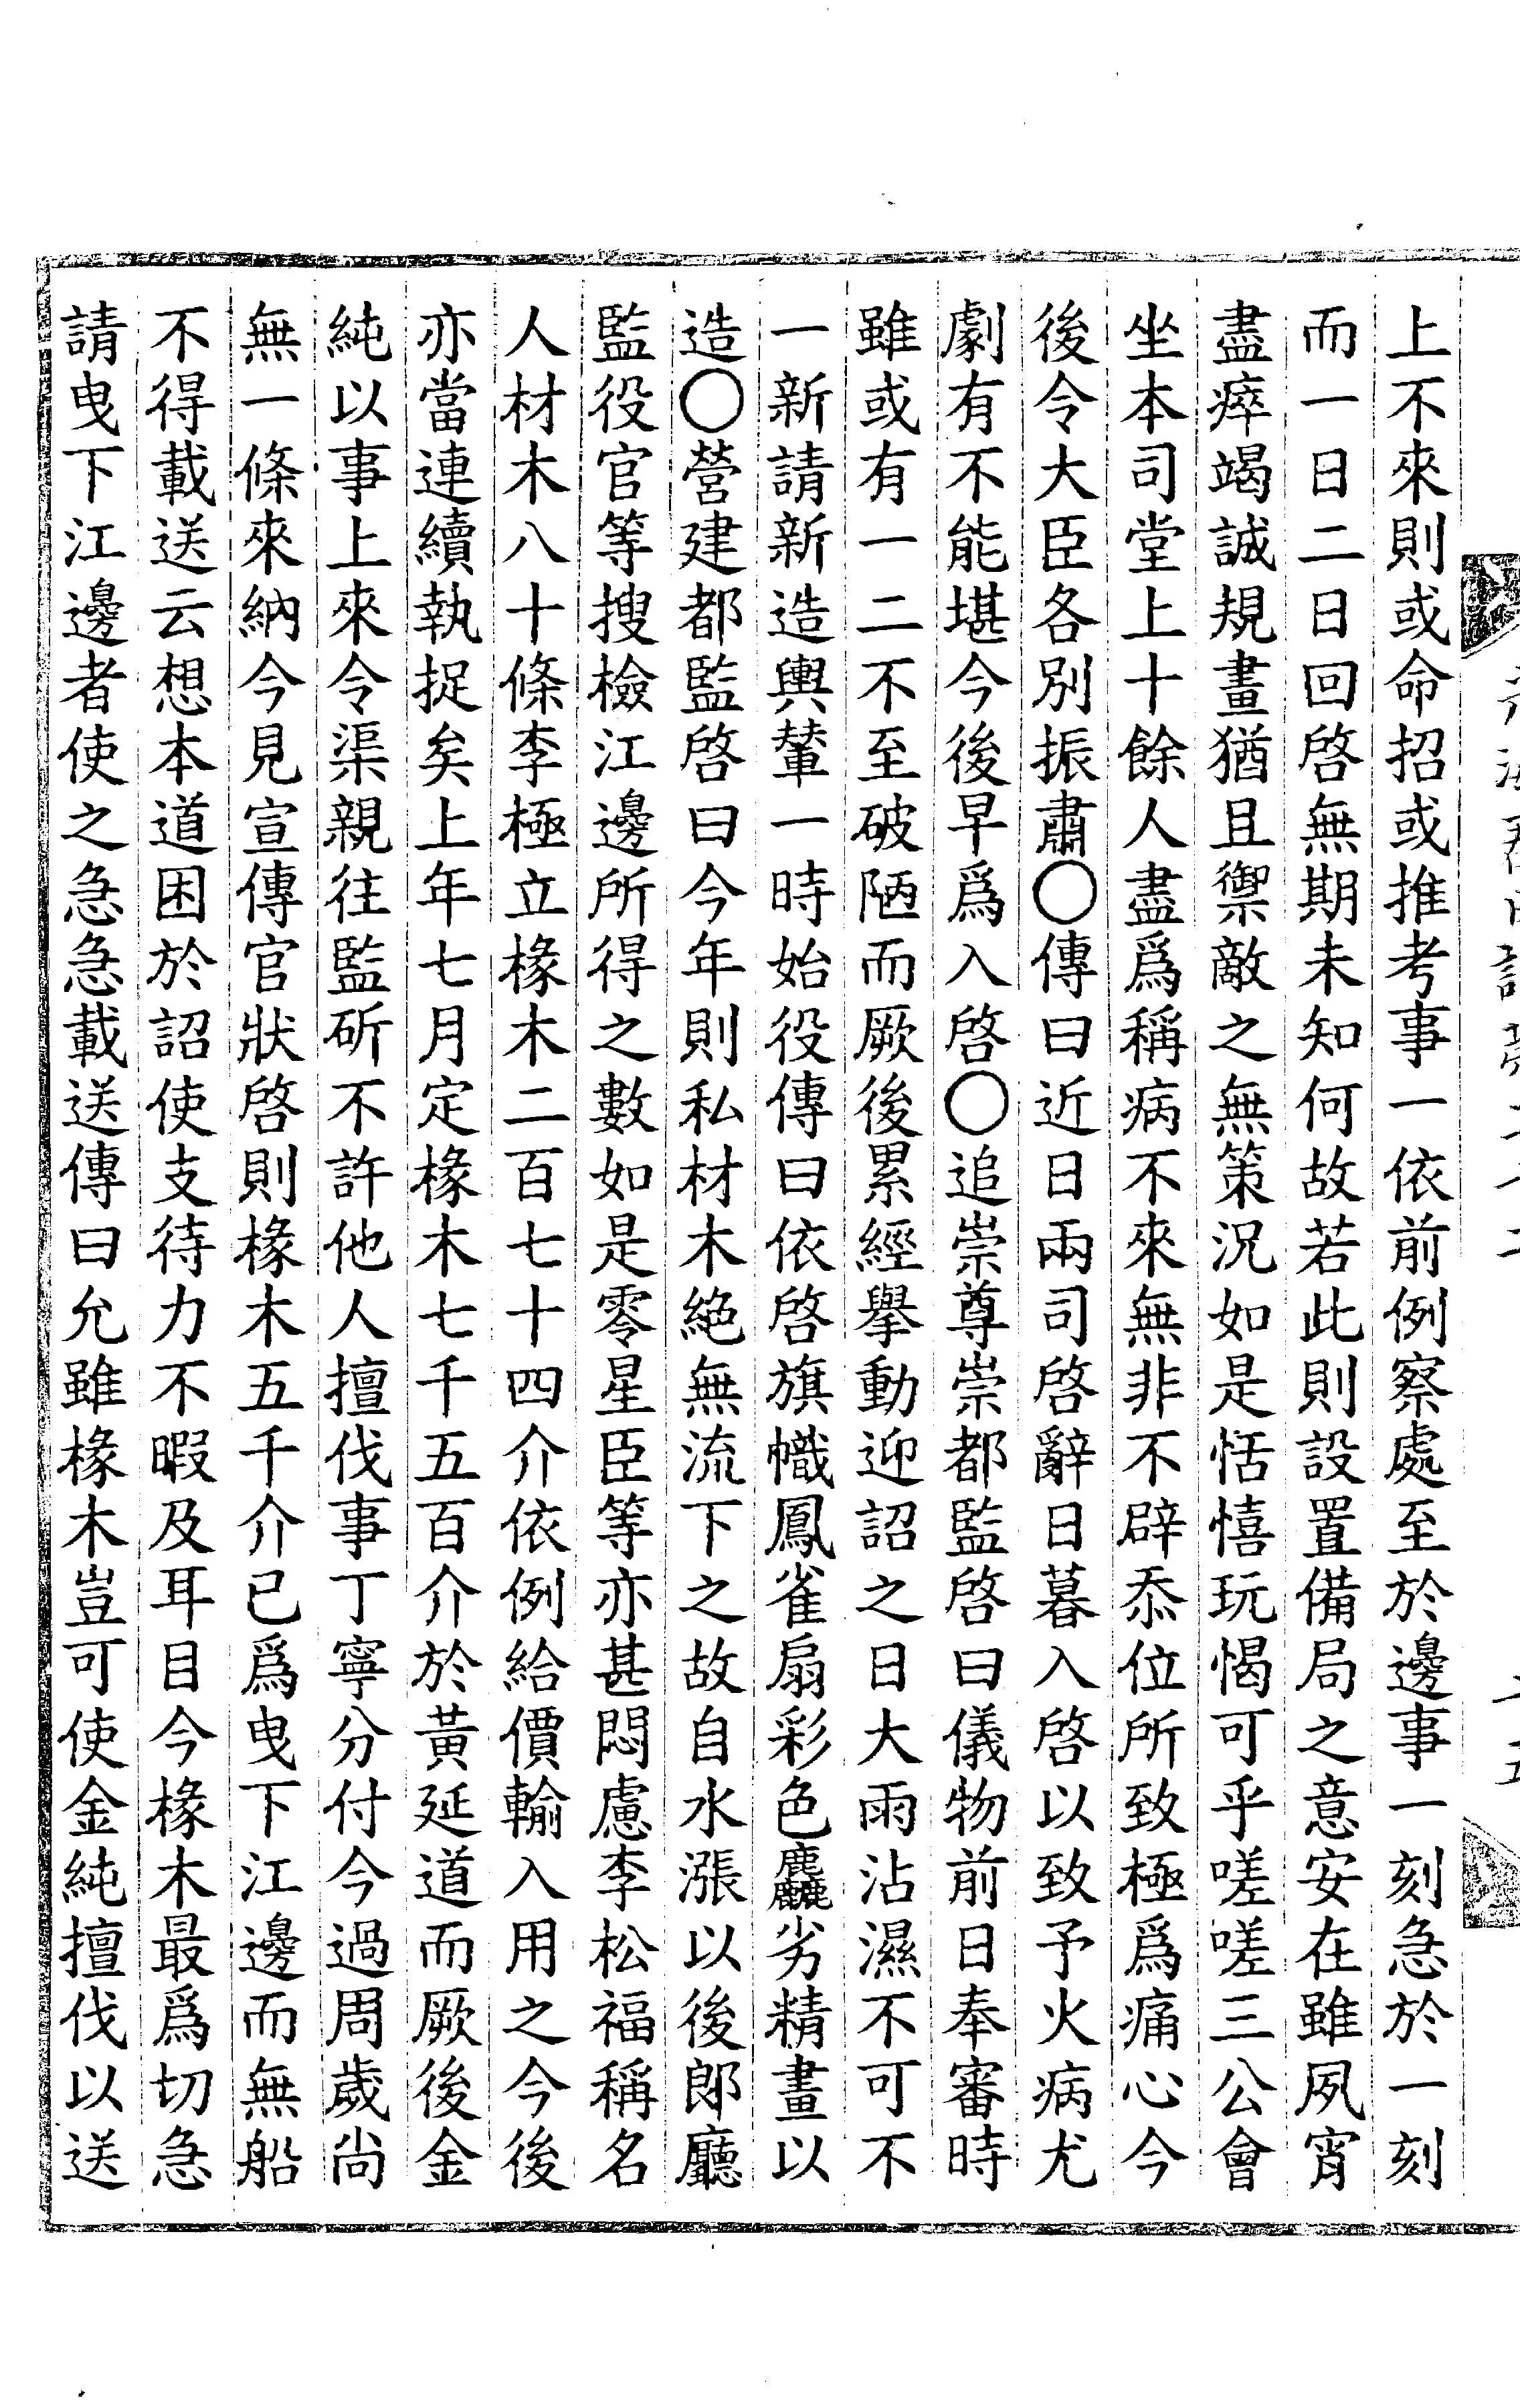 上不來則或命招或推考事一依前例察處至於邊事一刻急於一刻
而一日二日回啓無期未知何故若此則設置備局之意安在雖夙宵
盡瘁竭誠規畫猶且禦敵之無策況如是恬憘玩愒可乎嗟嗟三公會
坐本司堂上十餘人盡爲稱病不來無非不辟忝位所致極爲痛心今
後令大臣各別振肅〇傳曰近日兩司啓辭日暮入啓以致予火病尤
劇有不能堪今後早爲入啓〇追崇尊崇都監啓曰儀物前日奉審時
雖或有一二不至破陋而厥後累經擧動迎詔之日大雨沾濕不可不
一新請新造輿輦一時始役傳曰依啓旗幟鳳雀扇彩色麤劣精畫以
造〇營建都監啓曰今年則私材木絕無流下之故自水漲以後郞廳
監役官等搜檢江邊所得之數如是零星臣等亦甚悶慮李松福稱名
人材木八十條李極立椽木二百七十四介依例給價輸入用之今後
亦當連續執捉矣上年七月定椽木七千五百介於黃延道而厥後金
純以事上來令渠親往監斫不許他人擅伐事丁寧分付今過周歲尙
無一條來納今見宣傳官狀啓則椽木五千介已爲曳下江邊而無船
不得載送云想本道困於詔使支待力不暇及耳目今椽木最爲切急
請曳下江邊者使之急急載送傳曰允雖椽木豈可使金純擅伐以送